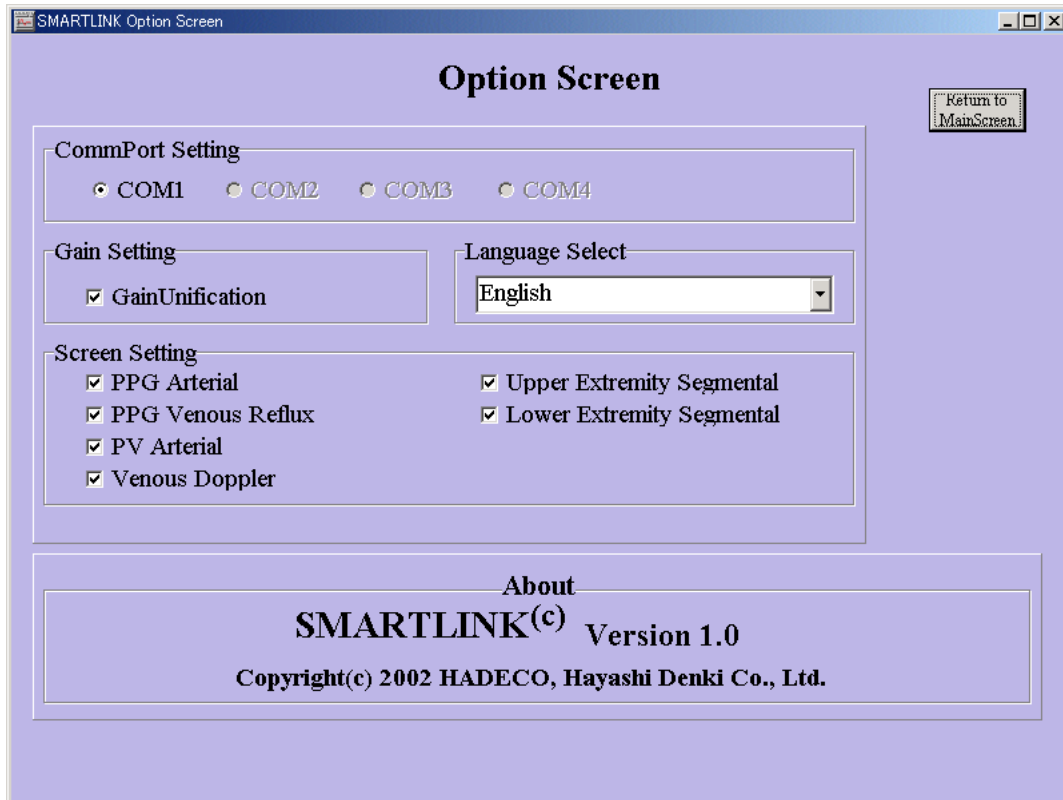 SMARTLINK Option Screen
Option Screen
Return to
MainScreen
CommPort Setting
COM1 COM2 COM3 COM4
Gain Setting
GainUnification
Language Select
English
Screen Setting
PPG Arterial
PPG Venous Reflux
PV Arterial
Venous Doppler
Upper Extremity Segmental
Lower Extremity Segmental
About
SMARTLINK(c) Version 1.0
Copyright(c) 2002 HADECO, Hayashi Denki Co., Ltd.